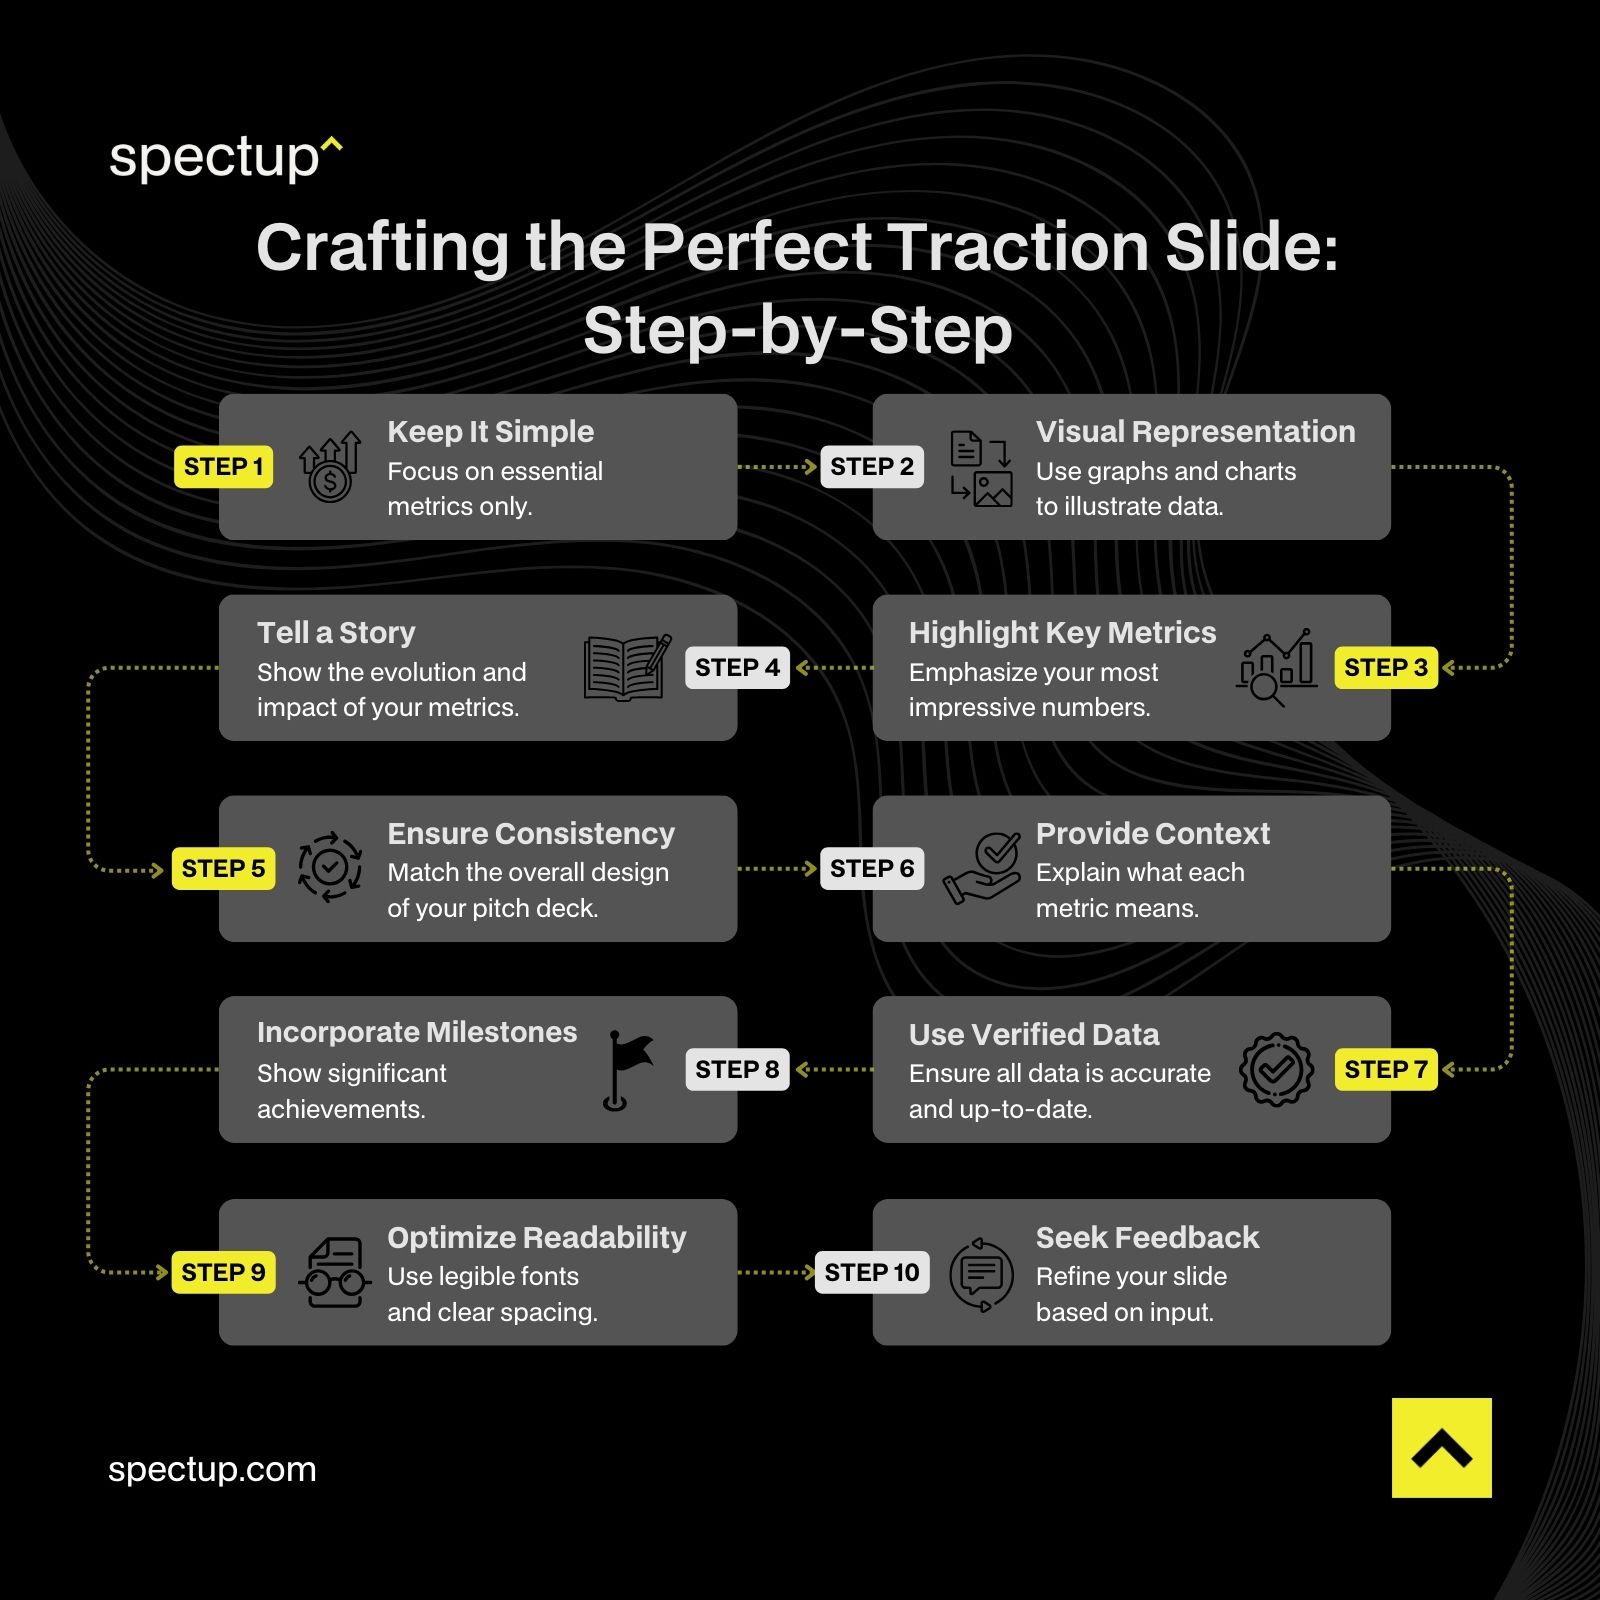 spectup
Crafting the Perfect Traction Slide:
Step-by-Step
STEP 1
Keep It Simple
Focus on essential
metrics only.
STEP 2
Visual Representation
Use graphs and charts
to illustrate data.
STEP 3
Highlight Key Metrics
Emphasize your most
impressive numbers.
STEP 4
Tell a Story
Show the evolution and
impact of your metrics.
STEP 5
Ensure Consistency
Match the overall design
of your pitch deck.
STEP 6
Provide Context
Explain what each
metric means.
STEP 7
Use Verified Data
Ensure all data is accurate
and up-to-date.
STEP 8
Incorporate Milestones
Show significant
achievements.
STEP 9
Optimize Readability
Use legible fonts
and clear spacing.
STEP 10
Seek Feedback
Refine your slide
based on input.
spectup.com